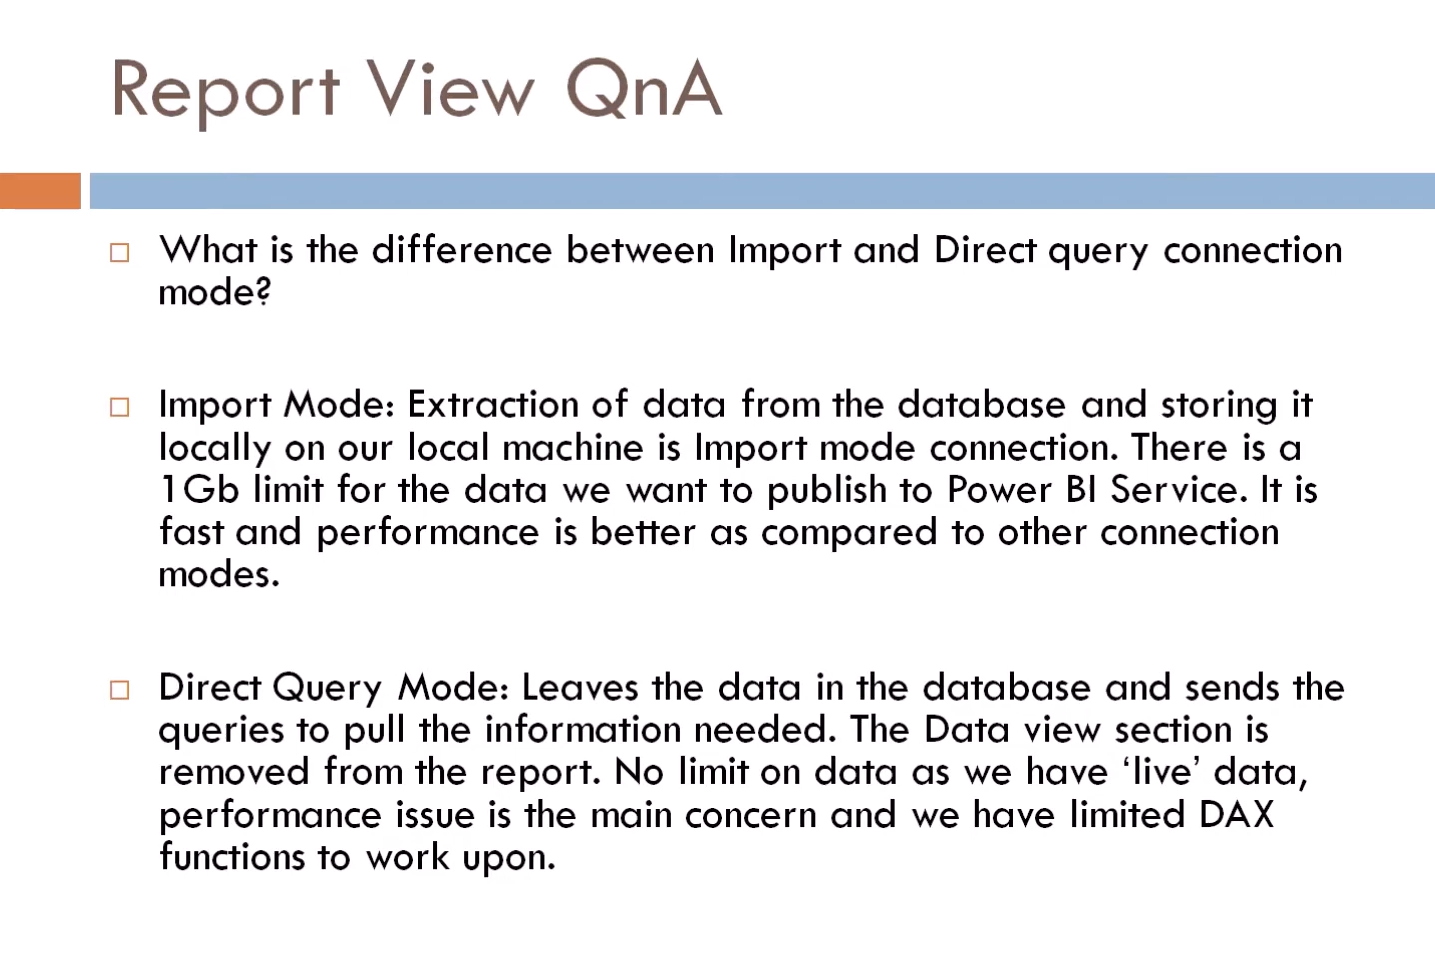 Report View QnA
What is the difference between Import and Direct query connection
mode?
Import Mode: Extraction of data from the database and storing it
locally on our local machine is Import mode connection. There is a
1Gb limit for the data we want to publish to Power BI Service. It is
fast and performance is better as compared to other connection
modes.
Direct Query Mode: Leaves the data in the database and sends the
queries to pull the information needed. The Data view section is
removed from the report. No limit on data as we have ‘live’ data,
performance issue is the main concern and we have limited DAX
functions to work upon.